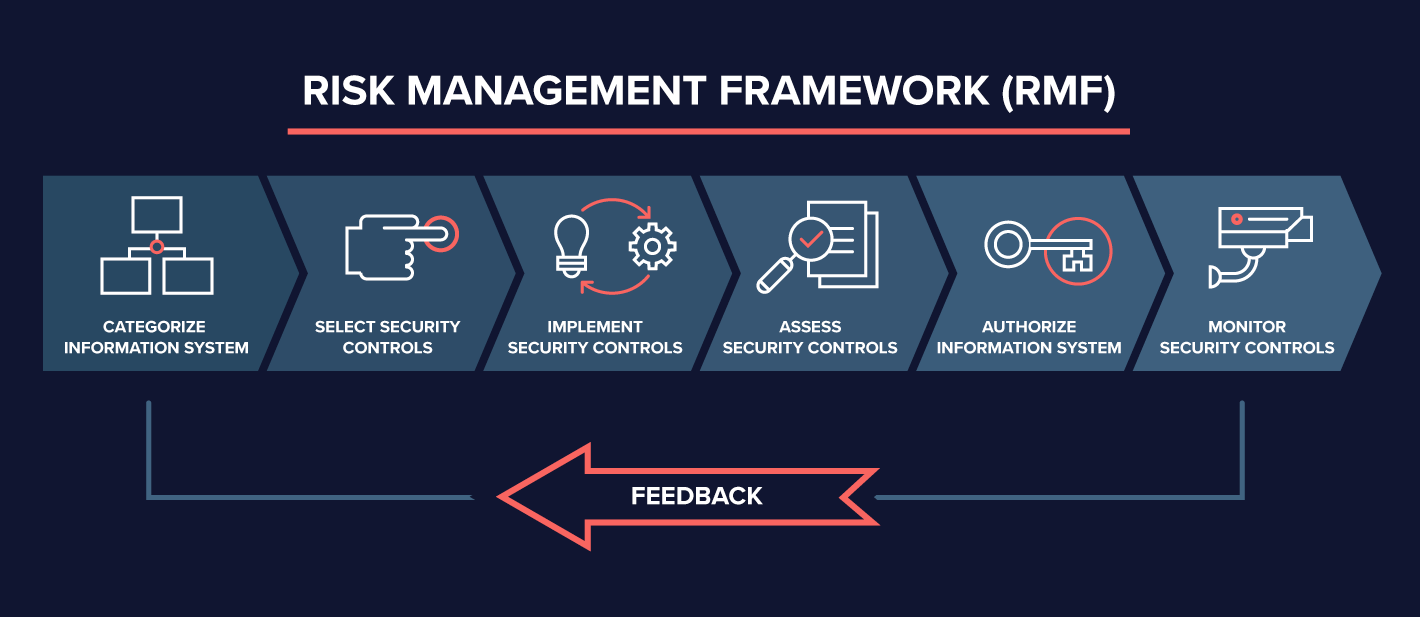 RISK MANAGEMENT FRAMEWORK (RMF)
CATEGORIZE
INFORMATION SYSTEM
SELECT SECURITY
CONTROLS
IMPLEMENT
SECURITY CONTROLS
ASSESS
SECURITY CONTROLS
AUTHORIZE
INFORMATION SYSTEM
MONITOR
SECURITY CONTROLS
FEEDBACK